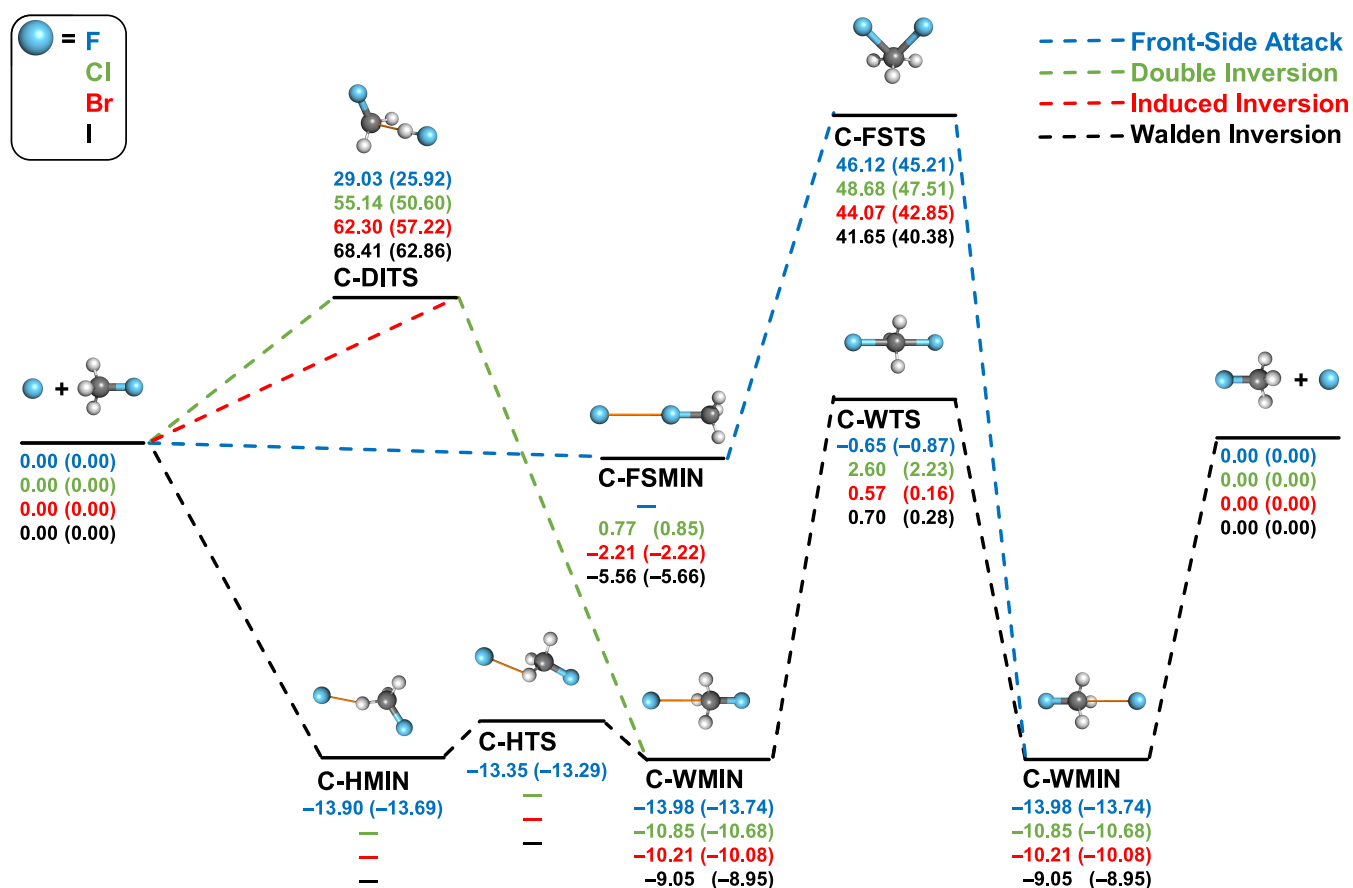 = F
Cl
Br
I
Front-Side Attack
Double Inversion
Induced Inversion
Walden Inversion
C-FSTS
46.12 (45.21)
48.68 (47.51)
44.07 (42.85)
41.65 (40.38)
29.03 (25.92)
55.14 (50.60)
62.30 (57.22)
68.41 (62.86)
C-DITS
+
0.00 (0.00)
0.00 (0.00)
0.00 (0.00)
0.00 (0.00)
C-FSMIN
—
0.77 (0.85)
−2.21 (−2.22)
−5.56 (−5.66)
C-WTS
−0.65 (−0.87)
2.60 (2.23)
0.57 (0.16)
0.70 (0.28)
+
0.00 (0.00)
0.00 (0.00)
0.00 (0.00)
0.00 (0.00)
C-HMIN
−13.90 (−13.69)
—
—
—
C-HTS
−13.35 (−13.29)
—
—
—
C-WMIN
−13.98 (−13.74)
−10.85 (−10.68)
−10.21 (−10.08)
−9.05 (−8.95)
C-WMIN
−13.98 (−13.74)
−10.85 (−10.68)
−10.21 (−10.08)
−9.05 (−8.95)